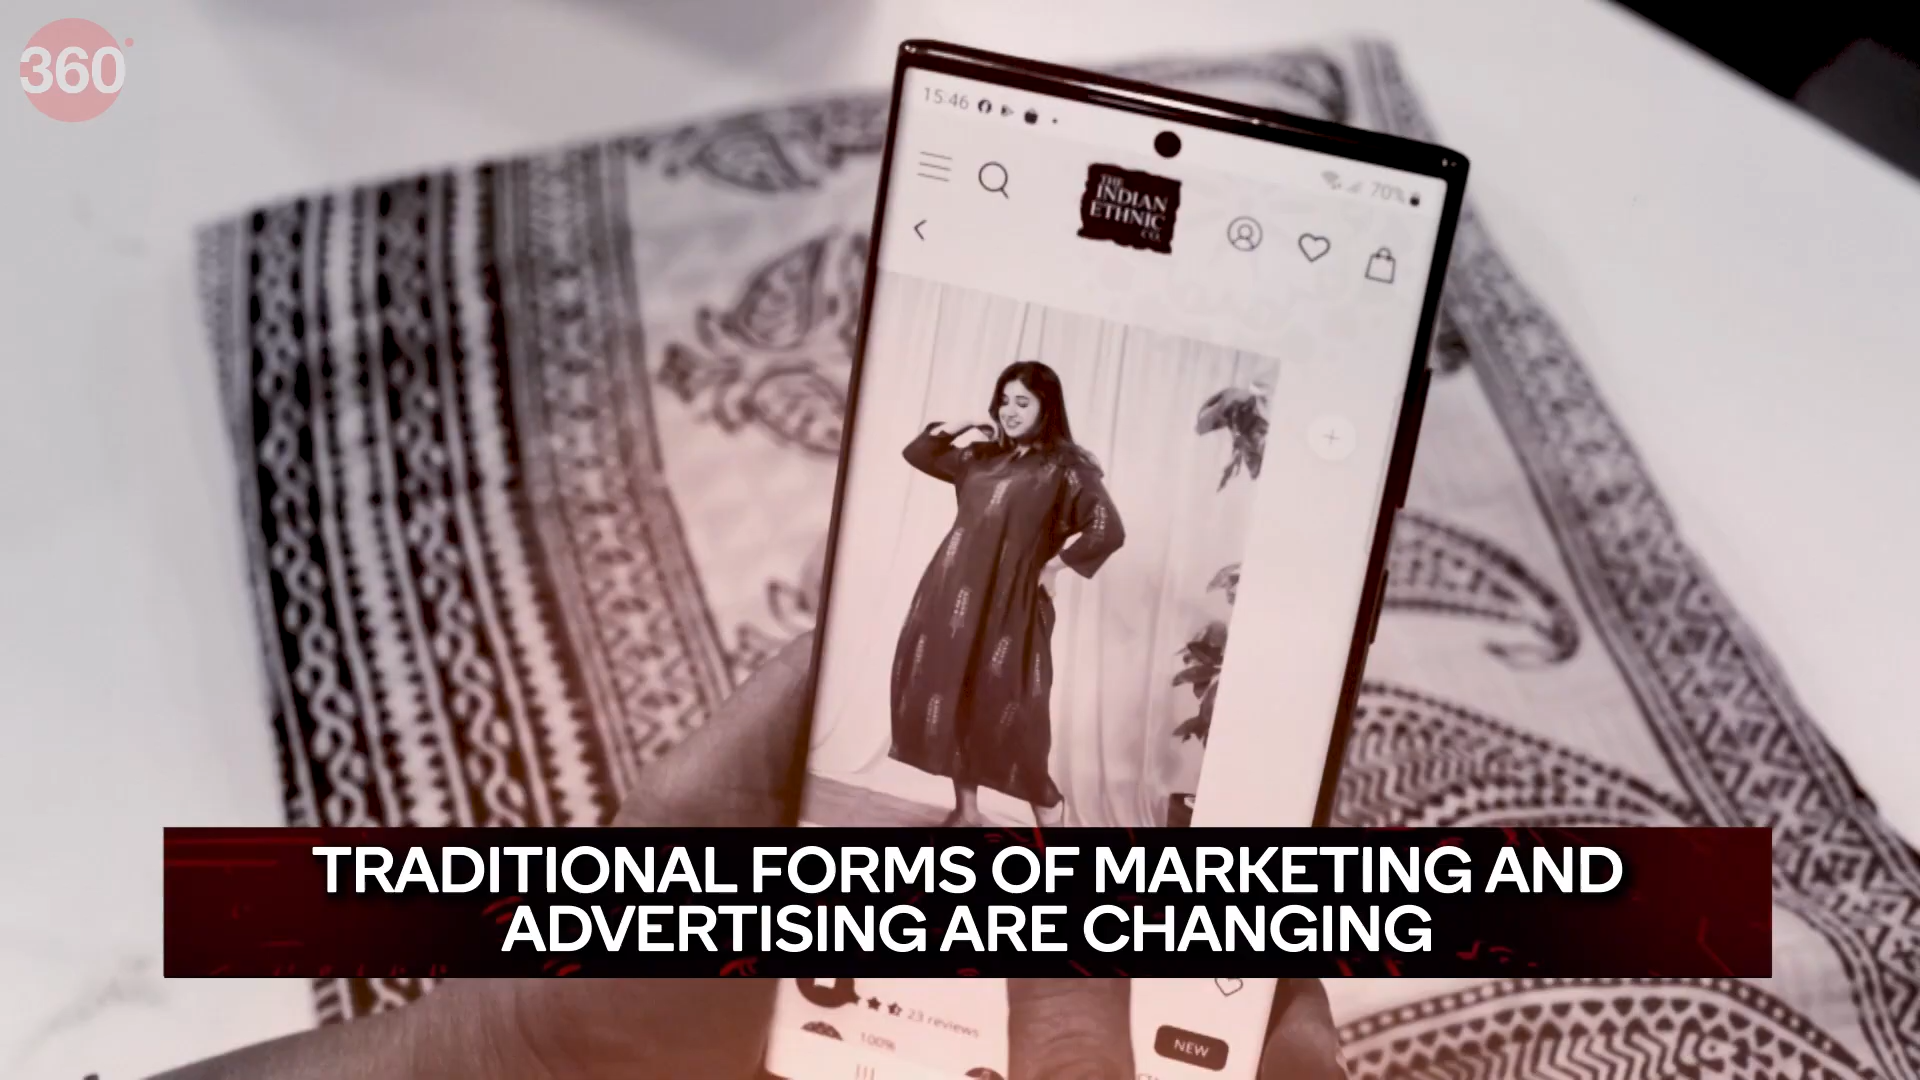 360°
15:46
70%
THE
INDIAN
ETHNIC
CO.
TRADITIONAL FORMS OF MARKETING AND
ADVERTISING ARE CHANGING
23 reviews
100%
NEW